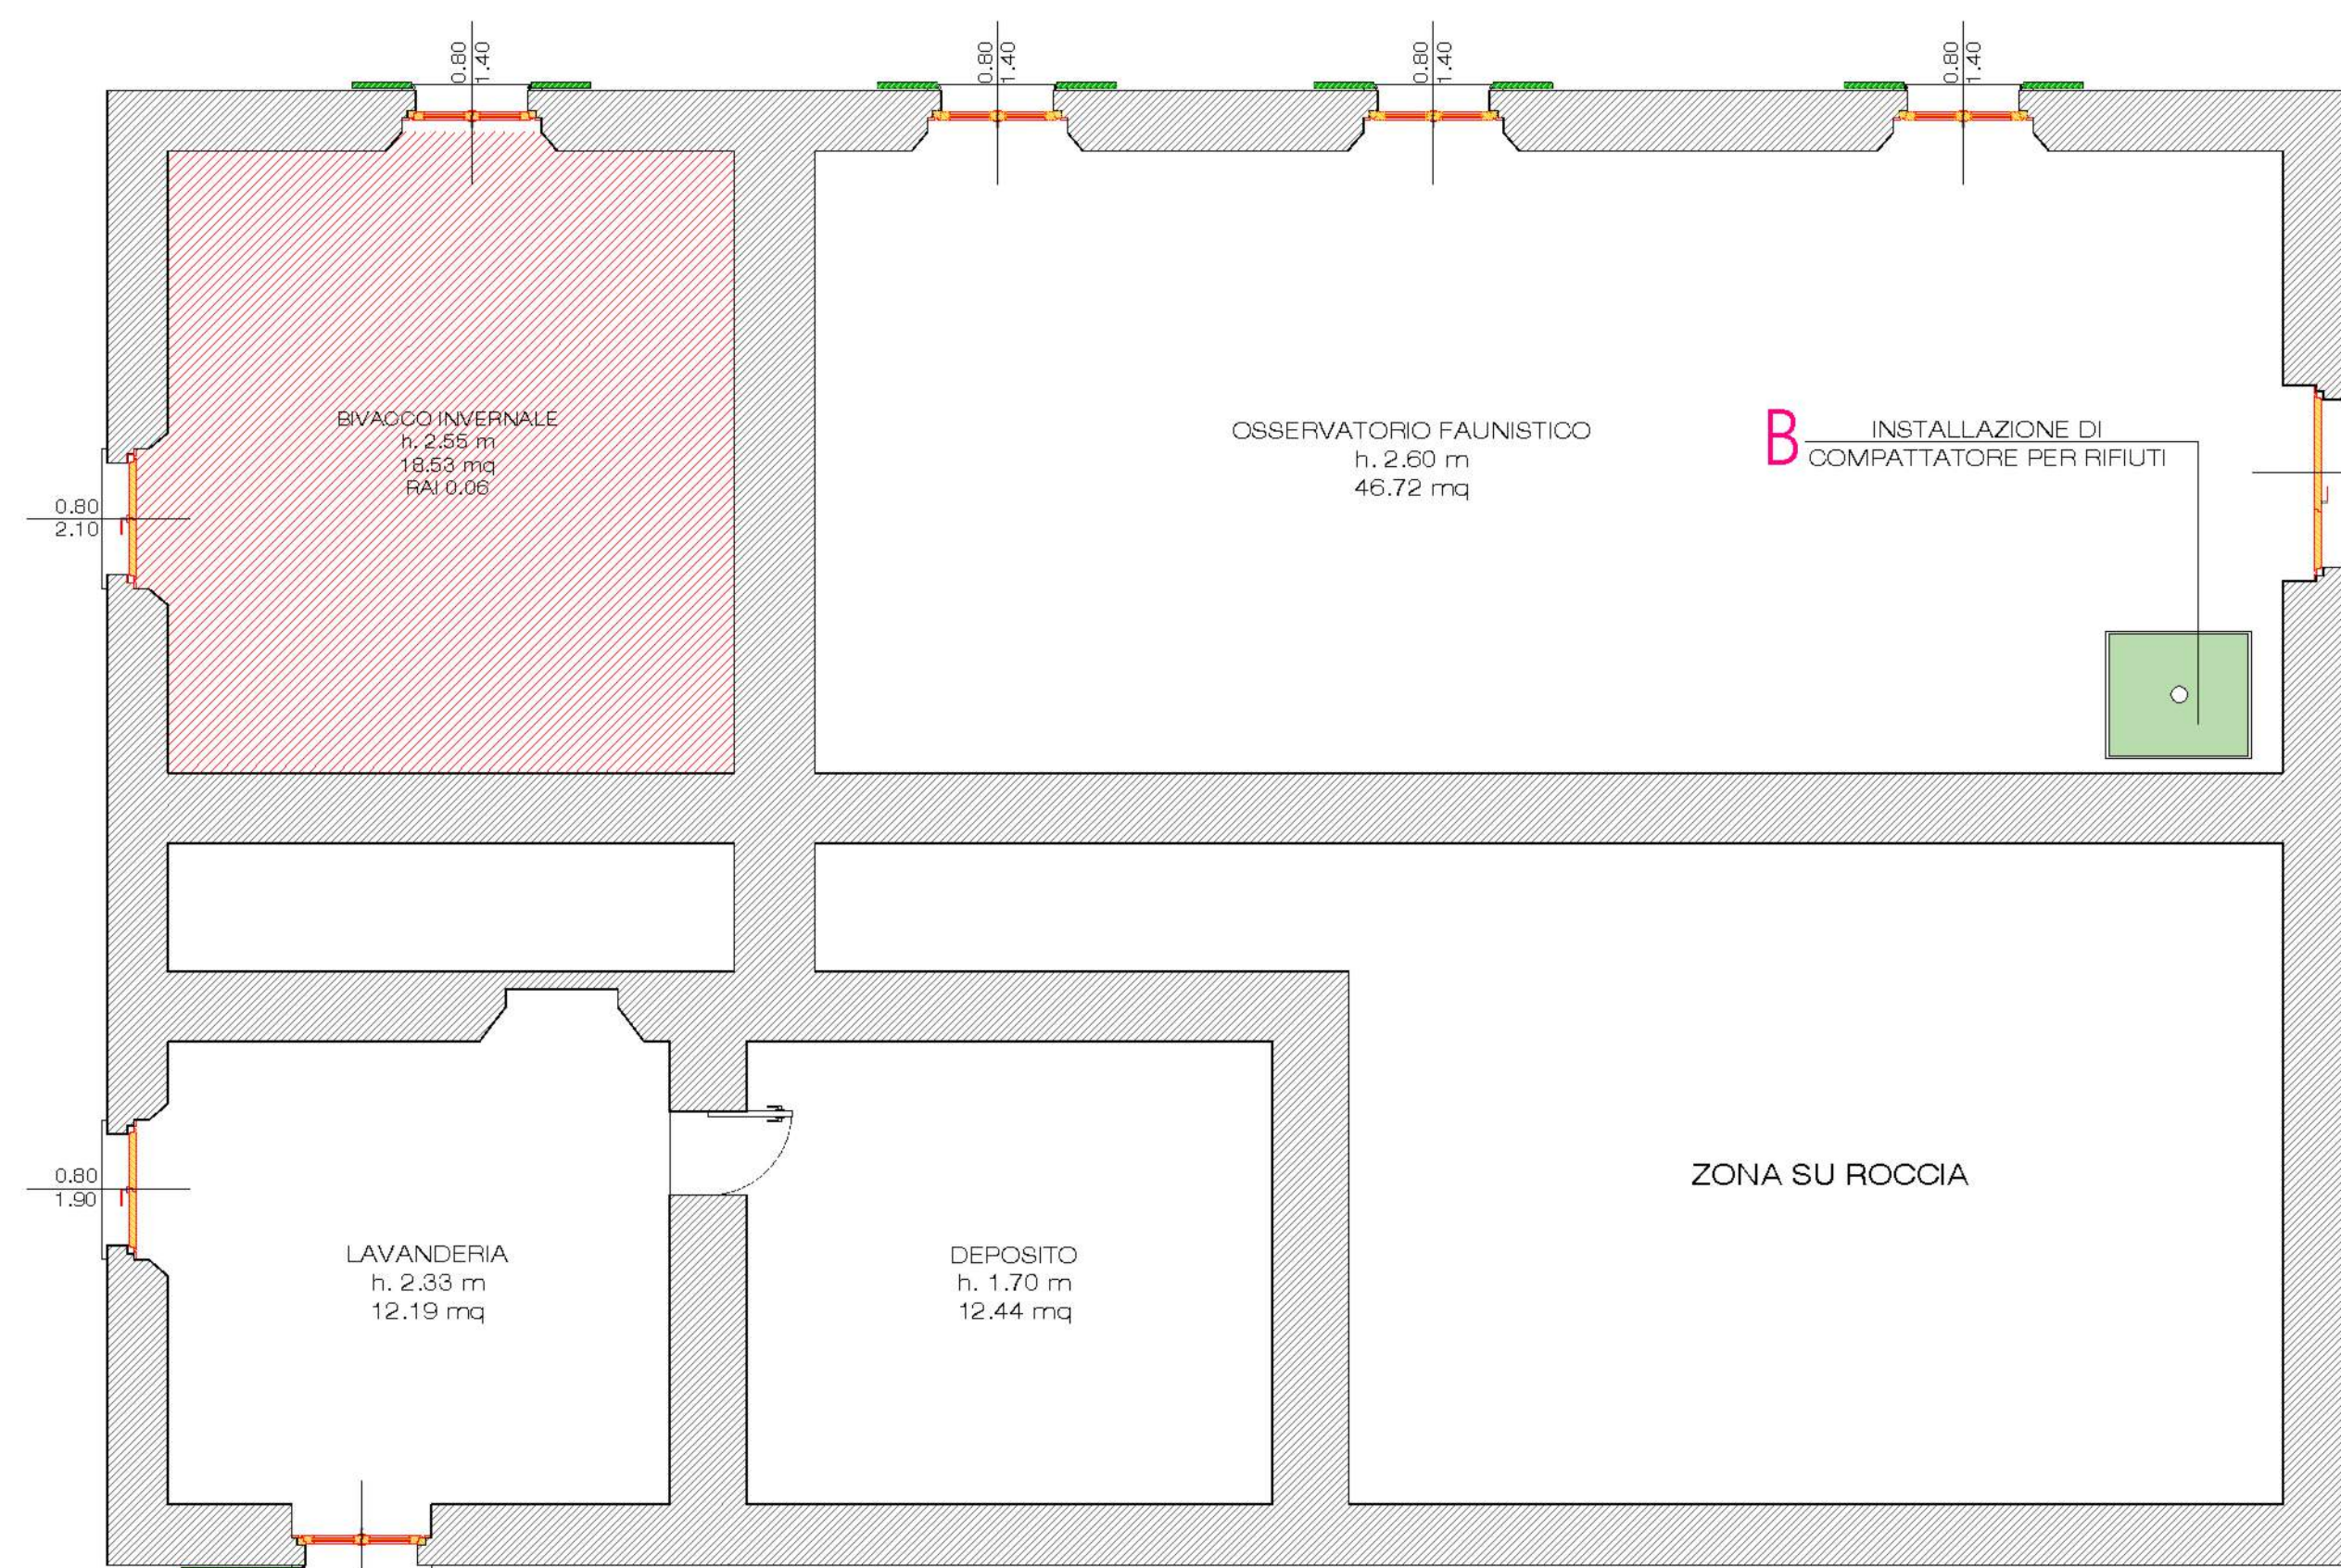 0.80
1.40
0.80
1.40
0.80
1.40
0.80
1.40
BIVACCO INVERNALE
h. 2.55 m
18.53 mq
RAI 0.06
OSSERVATORIO FAUNISTICO
h. 2.60 m
46.72 mq
B
INSTALLAZIONE DI
COMPATTATORE PER RIFIUTI
0.80
2.10
0.80
1.90
ZONA SU ROCCIA
LAVANDERIA
h. 2.33 m
12.19 mq
DEPOSITO
h. 1.70 m
12.44 mq